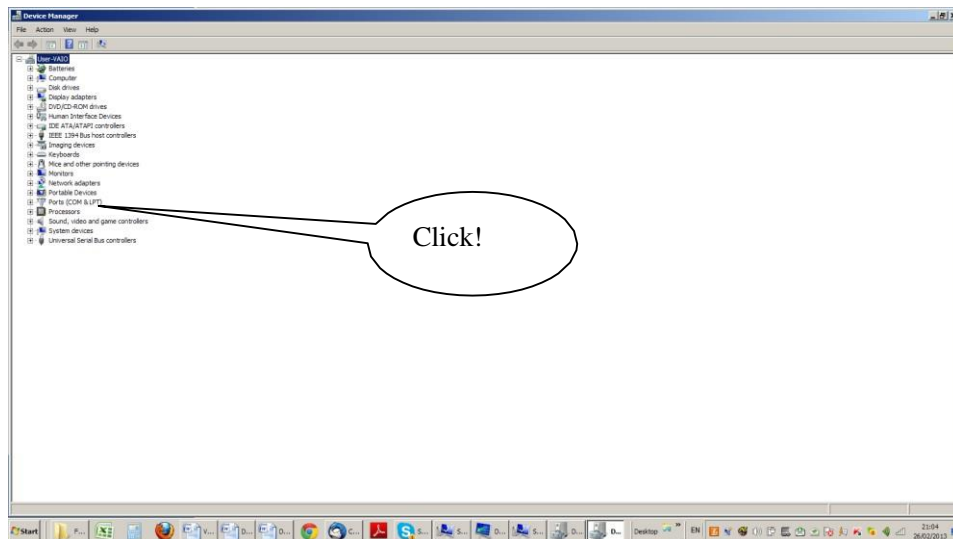 Device Manager
File Action View Help
User-VAIO
Batteries
Computer
Disk drives
Display adapters
DVD/CD-ROM drives
Human Interface Devices
IDE ATA/ATAPI controllers
IEEE 1394 Bus host controllers
Imaging devices
Keyboards
Mice and other pointing devices
Monitors
Network adapters
Portable Devices
Ports (COM & LPT)
Processors
Sound, video and game controllers
System devices
Universal Serial Bus controllers
Click!
Start F... V... D... D... C... S... S... D... S... D... D... Desktop » EN 21:04
26/02/2013